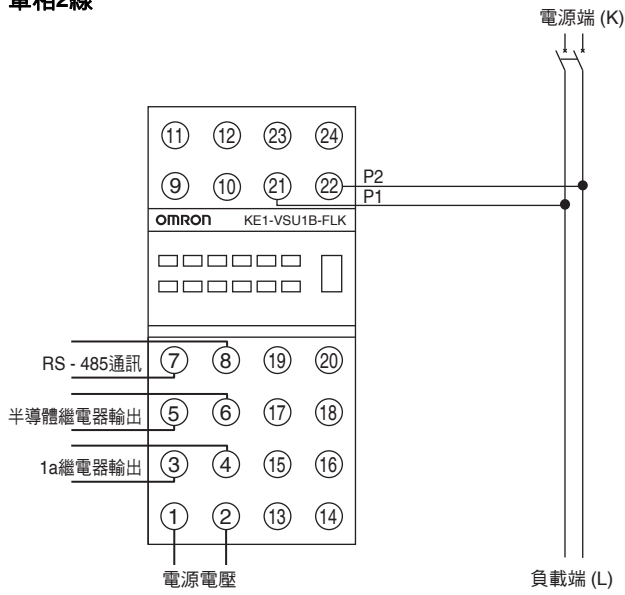 單相2線
電源端 (K)
⑪ ⑫ ㉓ ㉔
⑨ ⑩ ㉑ ㉒
P2
P1
OMRON KE1-VSU1B-FLK
RS - 485通訊 ⑦ ⑧ ⑲ ⑳
半導體繼電器輸出 ⑤ ⑥ ⑰ ⑱
1a繼電器輸出 ③ ④ ⑮ ⑯
① ② ⑬ ⑭
電源電壓
負載端 (L)